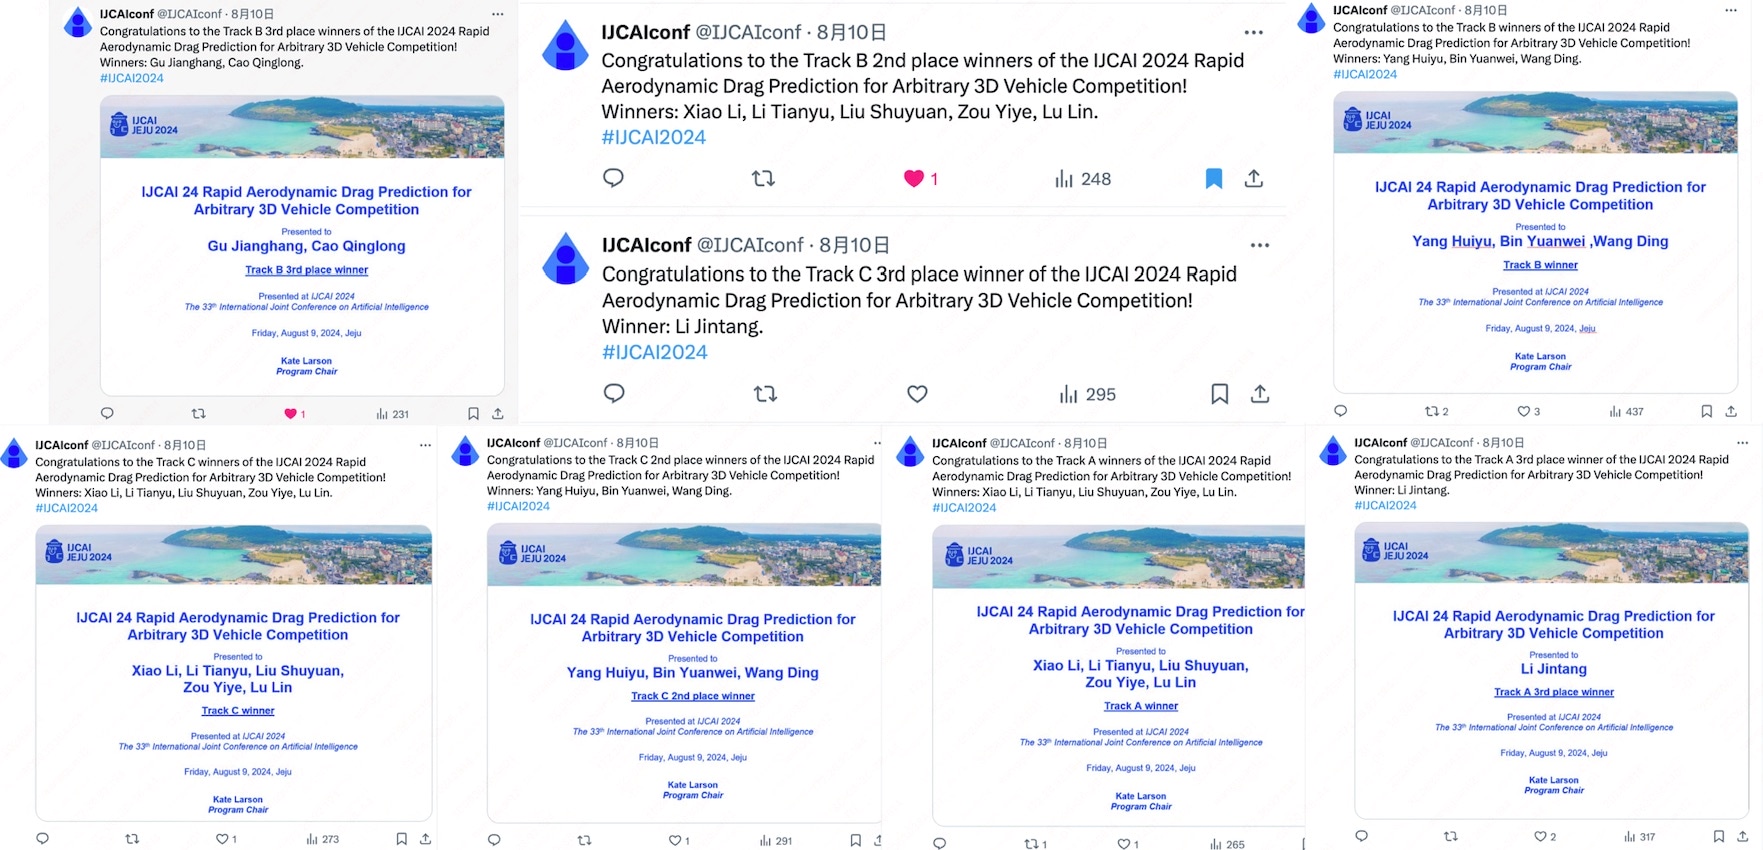 IJCAIconf @IJCAIconf · 8月10日
Congratulations to the Track B 3rd place winners of the IJCAI 2024 Rapid
Aerodynamic Drag Prediction for Arbitrary 3D Vehicle Competition!
Winners: Gu Jianghang, Cao Qinglong.
#IJCAI2024
IJCAI
JEJU 2024
IJCAI 24 Rapid Aerodynamic Drag Prediction for
Arbitrary 3D Vehicle Competition
Presented to
Gu Jianghang, Cao Qinglong
Track B 3rd place winner
Presented at IJCAI 2024
The 33th International Joint Conference on Artificial Intelligence
Friday, August 9, 2024, Jeju
Kate Larson
Program Chair
1 231
IJCAIconf @IJCAIconf · 8月10日
Congratulations to the Track B 2nd place winners of the IJCAI 2024 Rapid
Aerodynamic Drag Prediction for Arbitrary 3D Vehicle Competition!
Winners: Xiao Li, Li Tianyu, Liu Shuyuan, Zou Yiye, Lu Lin.
#IJCAI2024
1 248
IJCAIconf @IJCAIconf · 8月10日
Congratulations to the Track C 3rd place winner of the IJCAI 2024 Rapid
Aerodynamic Drag Prediction for Arbitrary 3D Vehicle Competition!
Winner: Li Jintang.
#IJCAI2024
295
IJCAIconf @IJCAIconf · 8月10日
Congratulations to the Track B winners of the IJCAI 2024 Rapid
Aerodynamic Drag Prediction for Arbitrary 3D Vehicle Competition!
Winners: Yang Huiyu, Bin Yuanwei, Wang Ding.
#IJCAI2024
IJCAI
JEJU 2024
IJCAI 24 Rapid Aerodynamic Drag Prediction for
Arbitrary 3D Vehicle Competition
Presented to
Yang Huiyu, Bin Yuanwei ,Wang Ding
Track B winner
Presented at IJCAI 2024
The 33th International Joint Conference on Artificial Intelligence
Friday, August 9, 2024, Jeju
Kate Larson
Program Chair
2 3 437
IJCAIconf @IJCAIconf · 8月10日
Congratulations to the Track C winners of the IJCAI 2024 Rapid
Aerodynamic Drag Prediction for Arbitrary 3D Vehicle Competition!
Winners: Xiao Li, Li Tianyu, Liu Shuyuan, Zou Yiye, Lu Lin.
#IJCAI2024
IJCAI
JEJU 2024
IJCAI 24 Rapid Aerodynamic Drag Prediction for
Arbitrary 3D Vehicle Competition
Presented to
Xiao Li, Li Tianyu, Liu Shuyuan,
Zou Yiye, Lu Lin
Track C winner
Presented at IJCAI 2024
The 33th International Joint Conference on Artificial Intelligence
Friday, August 9, 2024, Jeju
Kate Larson
Program Chair
1 273
IJCAIconf @IJCAIconf · 8月10日
Congratulations to the Track C 2nd place winners of the IJCAI 2024 Rapid
Aerodynamic Drag Prediction for Arbitrary 3D Vehicle Competition!
Winners: Yang Huiyu, Bin Yuanwei, Wang Ding.
#IJCAI2024
IJCAI
JEJU 2024
IJCAI 24 Rapid Aerodynamic Drag Prediction for
Arbitrary 3D Vehicle Competition
Presented to
Yang Huiyu, Bin Yuanwei, Wang Ding
Track C 2nd place winner
Presented at IJCAI 2024
The 33th International Joint Conference on Artificial Intelligence
Friday, August 9, 2024, Jeju
Kate Larson
Program Chair
1 291
IJCAIconf @IJCAIconf · 8月10日
Congratulations to the Track A winners of the IJCAI 2024 Rapid
Aerodynamic Drag Prediction for Arbitrary 3D Vehicle Competition!
Winners: Xiao Li, Li Tianyu, Liu Shuyuan, Zou Yiye, Lu Lin.
#IJCAI2024
IJCAI
JEJU 2024
IJCAI 24 Rapid Aerodynamic Drag Prediction for
Arbitrary 3D Vehicle Competition
Presented to
Xiao Li, Li Tianyu, Liu Shuyuan,
Zou Yiye, Lu Lin
Track A winner
Presented at IJCAI 2024
The 33th International Joint Conference on Artificial Intelligence
Friday, August 9, 2024, Jeju
Kate Larson
Program Chair
1 1 265
IJCAIconf @IJCAIconf · 8月10日
Congratulations to the Track A 3rd place winner of the IJCAI 2024 Rapid
Aerodynamic Drag Prediction for Arbitrary 3D Vehicle Competition!
Winner: Li Jintang.
#IJCAI2024
IJCAI
JEJU 2024
IJCAI 24 Rapid Aerodynamic Drag Prediction for
Arbitrary 3D Vehicle Competition
Presented to
Li Jintang
Track A 3rd place winner
Presented at IJCAI 2024
The 33th International Joint Conference on Artificial Intelligence
Friday, August 9, 2024, Jeju
Kate Larson
Program Chair
2 317